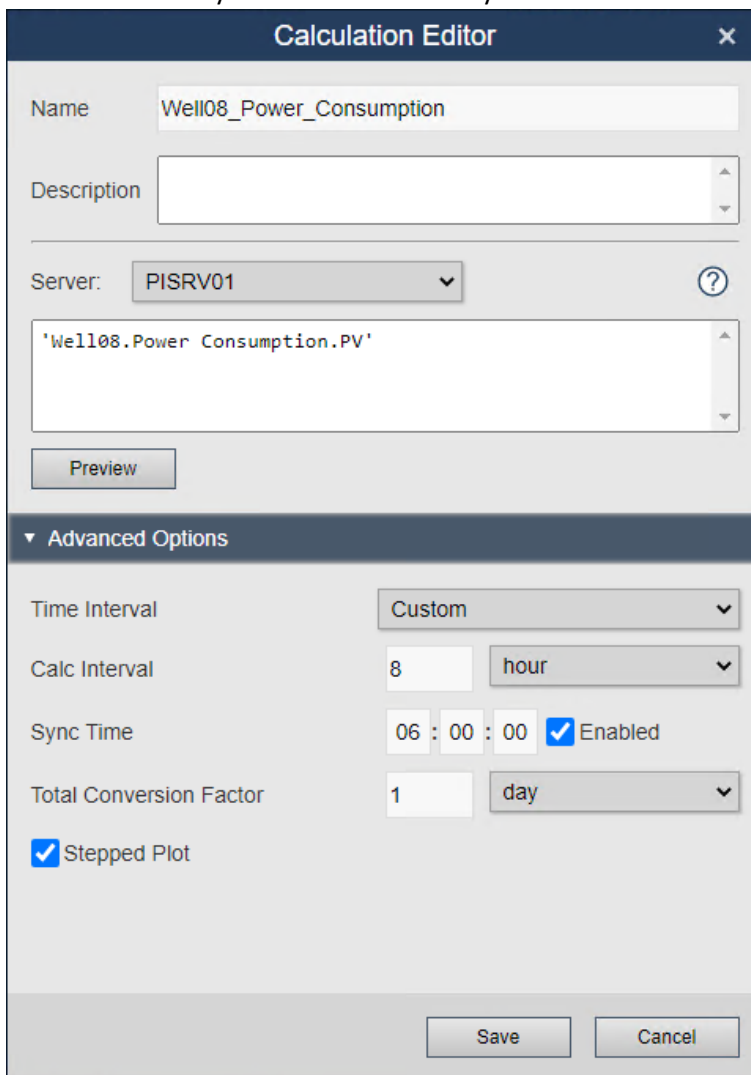 Calculation Editor ×
Name Well08_Power_Consumption
Description
Server: PISRV01 ?
'Well08.Power Consumption.PV'
Preview
Advanced Options
Time Interval Custom
Calc Interval 8 hour
Sync Time 06 : 00 : 00 Enabled
Total Conversion Factor 1 day
Stepped Plot
Save Cancel